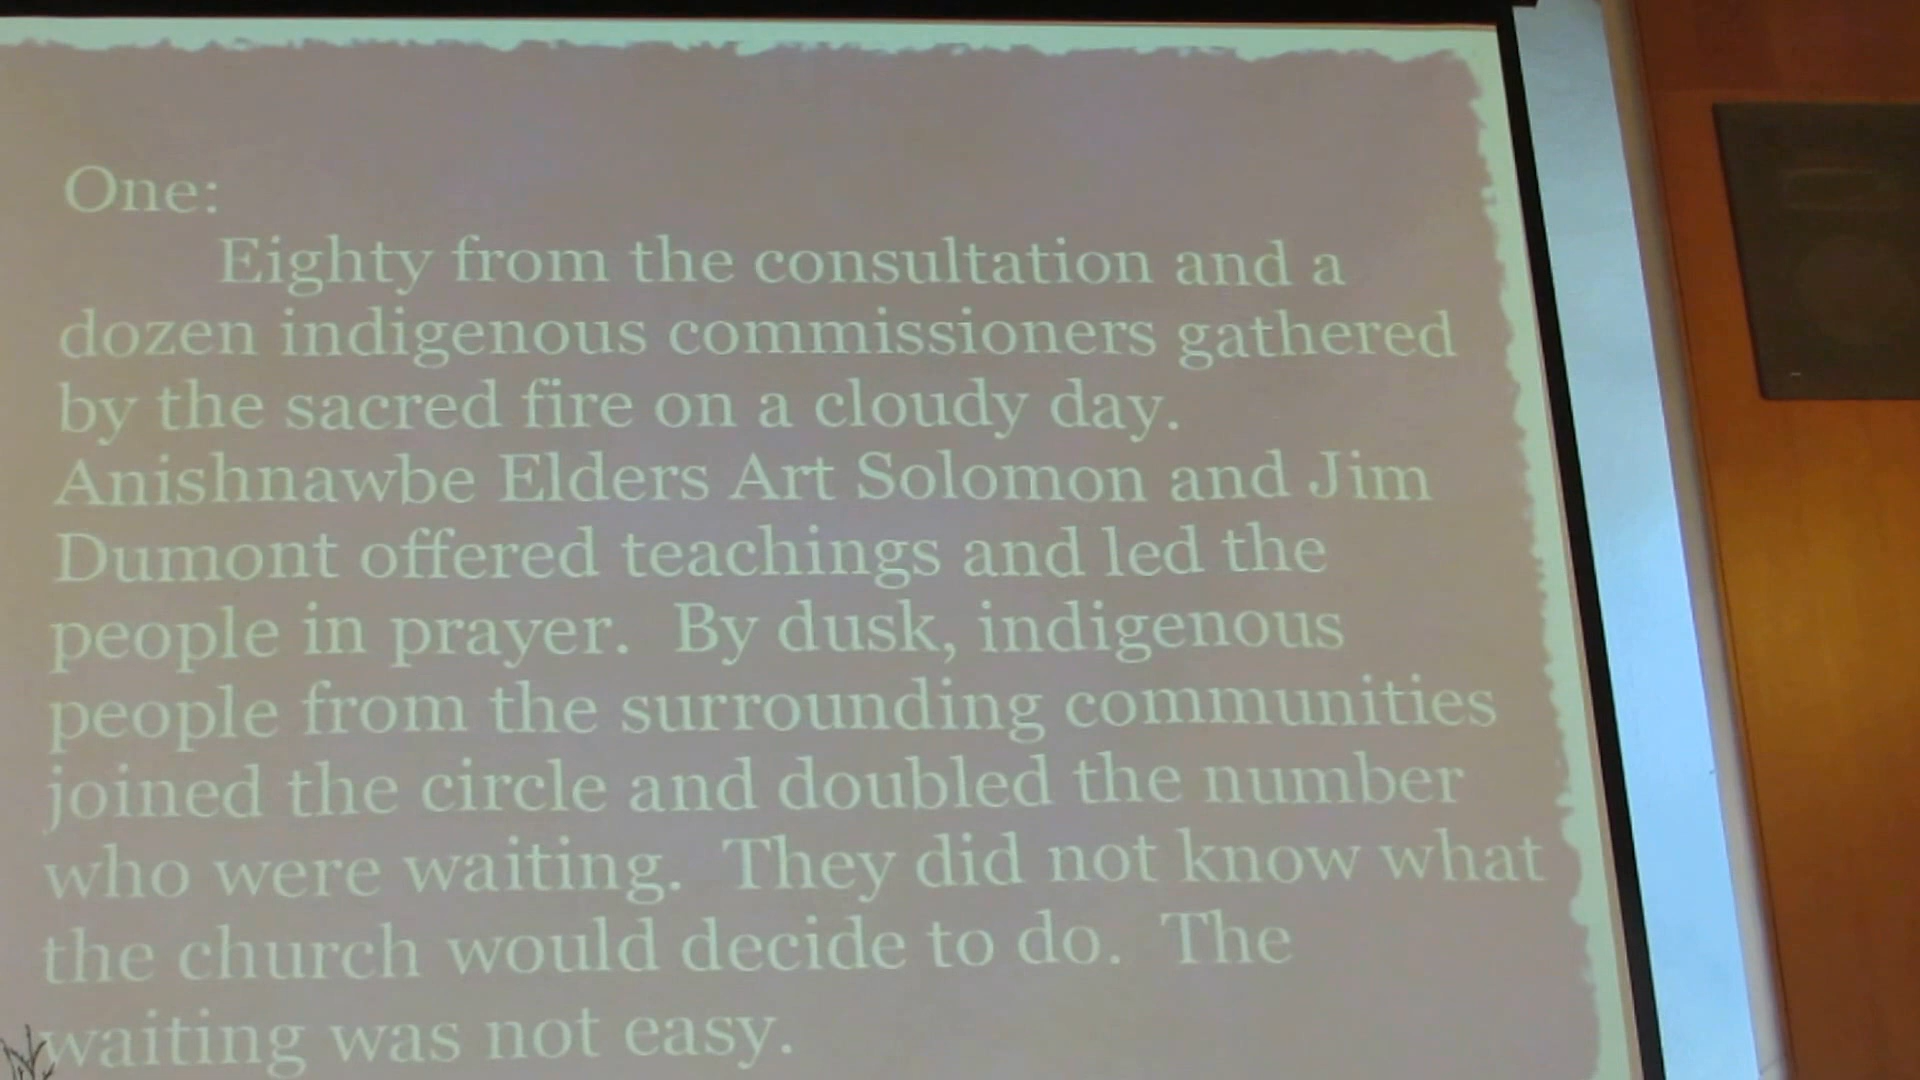 One:
Eighty from the consultation and a
dozen indigenous commissioners gathered
by the sacred fire on a cloudy day.
Anishnawbe Elders Art Solomon and Jim
Dumont offered teachings and led the
people in prayer. By dusk, indigenous
people from the surrounding communities
joined the circle and doubled the number
who were waiting. They did not know what
the church would decide to do. The
waiting was not easy.